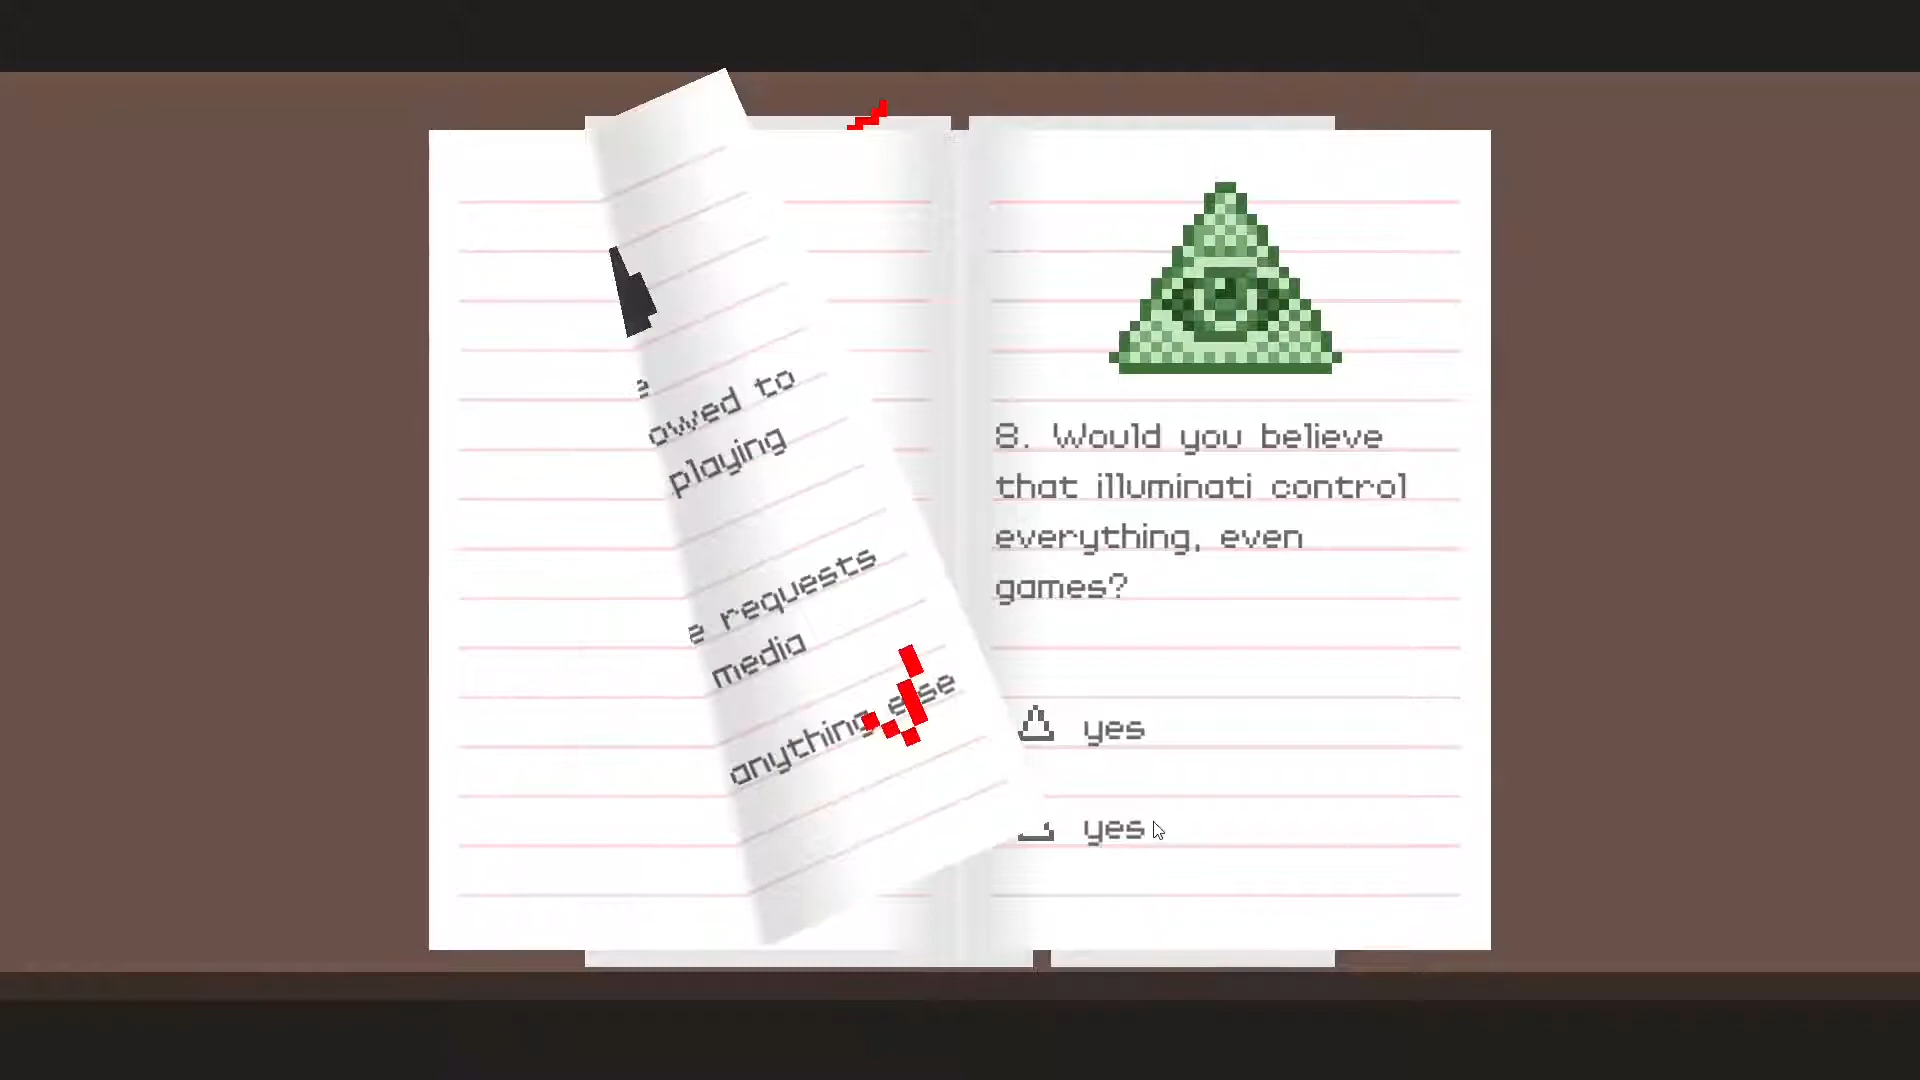 owed to
playing
requests
media
anything else
8. Would you believe
that illuminati control
everything, even
games?
yes
yes